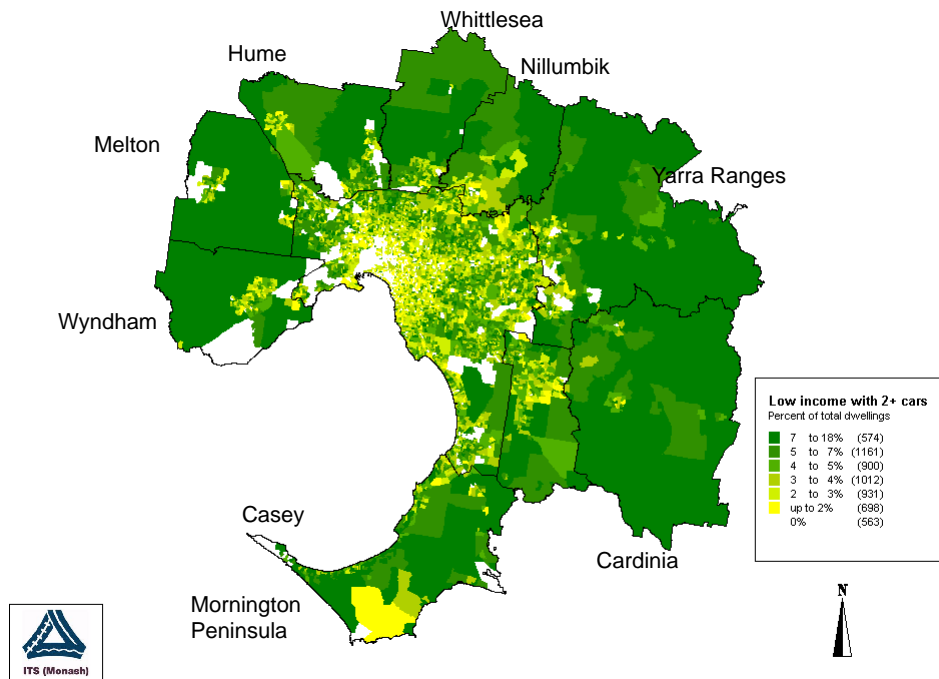 Whittlesea
Hume
Nillumbik
Melton
Yarra Ranges
Wyndham
Low income with 2+ cars
Percent of total dwellings
7 to 18% (574)
5 to 7% (1161)
4 to 5% (900)
3 to 4% (1012)
2 to 3% (931)
up to 2% (698)
0% (563)
Casey
Cardinia
Mornington
Peninsula
N
ITS (Monash)